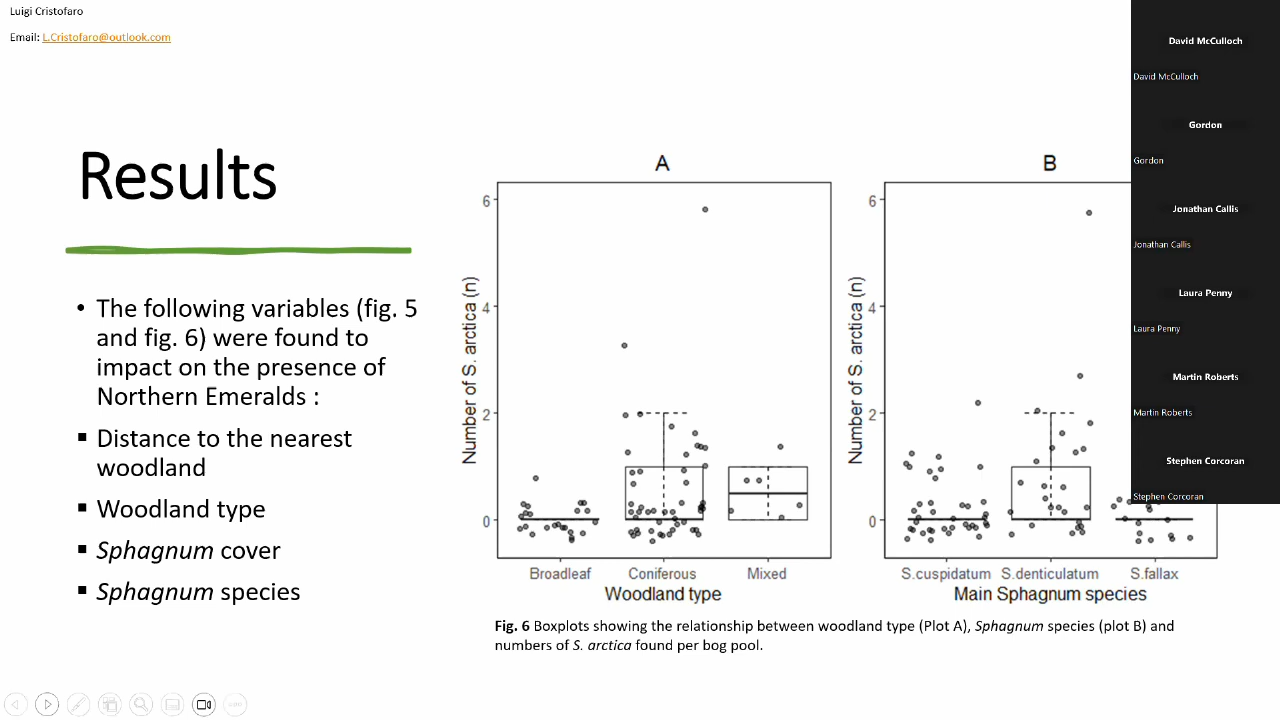 Luigi Cristofaro
Email: L.Cristofaro@outlook.com
Results
• The following variables (fig. 5
and fig. 6) were found to
impact on the presence of
Northern Emeralds :
▪ Distance to the nearest
woodland
▪ Woodland type
▪ Sphagnum cover
▪ Sphagnum species
A
Number of S. arctica (n)
6
4
2
0
Broadleaf Coniferous Mixed
Woodland type
B
Number of S. arctica (n)
6
4
2
0
S.cuspidatum S.denticulatum S.fallax
Main Sphagnum species
Fig. 6 Boxplots showing the relationship between woodland type (Plot A), Sphagnum species (plot B) and
numbers of S. arctica found per bog pool.
David McCulloch
David McCulloch
Gordon
Gordon
Jonathan Callis
Jonathan Callis
Laura Penny
Laura Penny
Martin Roberts
Martin Roberts
Stephen Corcoran
Stephen Corcoran